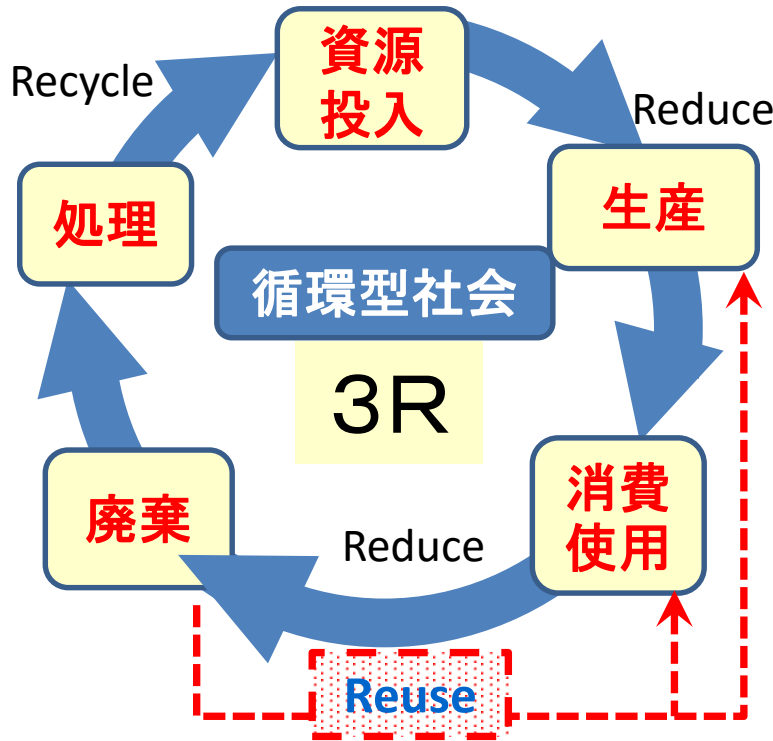 資源
投入
Recycle
Reduce
生産
処理
循環型社会
３Ｒ
消費
使用
廃棄
Reduce
Reuse